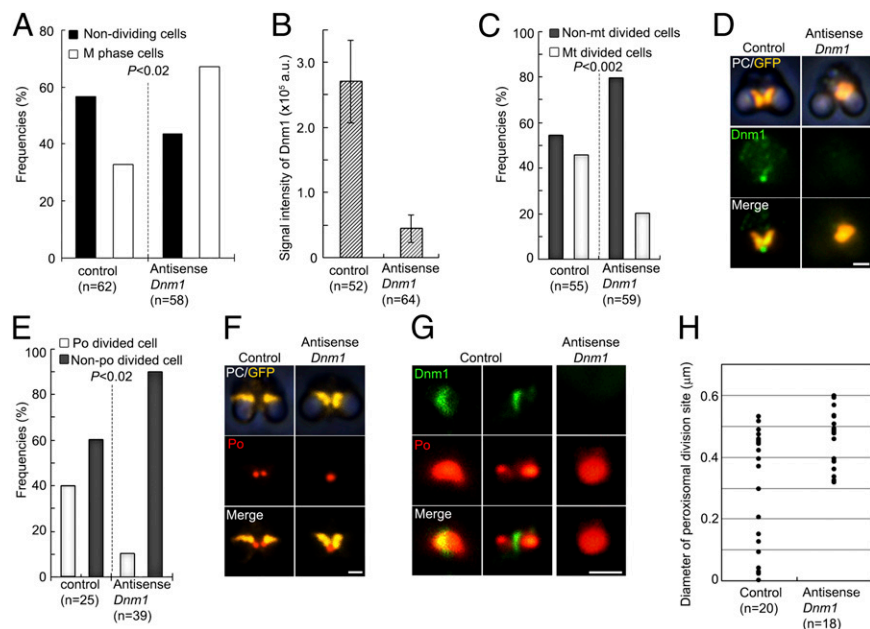 A
Non-dividing cells
M phase cells
P<0.02
Frequencies (%)
80
60
40
20
0
control
(n=62)
Antisense
Dnm1
(n=58)
B
Signal intensity of Dnm1 (x10⁵ a.u.)
3.0
2.0
1.0
0
control
(n=52)
Antisense
Dnm1
(n=64)
C
Non-mt divided cells
Mt divided cells
P<0.002
Frequencies (%)
100
80
60
40
20
0
control
(n=55)
Antisense
Dnm1
(n=59)
D
Control
Antisense
Dnm1
PC/GFP
Dnm1
Merge
E
Po divided cell
Non-po divided cell
P<0.02
Frequencies (%)
100
80
60
40
20
0
control
(n=25)
Antisense
Dnm1
(n=39)
F
Control
Antisense
Dnm1
PC/GFP
Po
Merge
G
Control
Antisense
Dnm1
Dnm1
Po
Merge
H
Diameter of peroxisomal division site (μm)
0.6
0.4
0.2
0
Control
(n=20)
Antisense
Dnm1
(n=18)